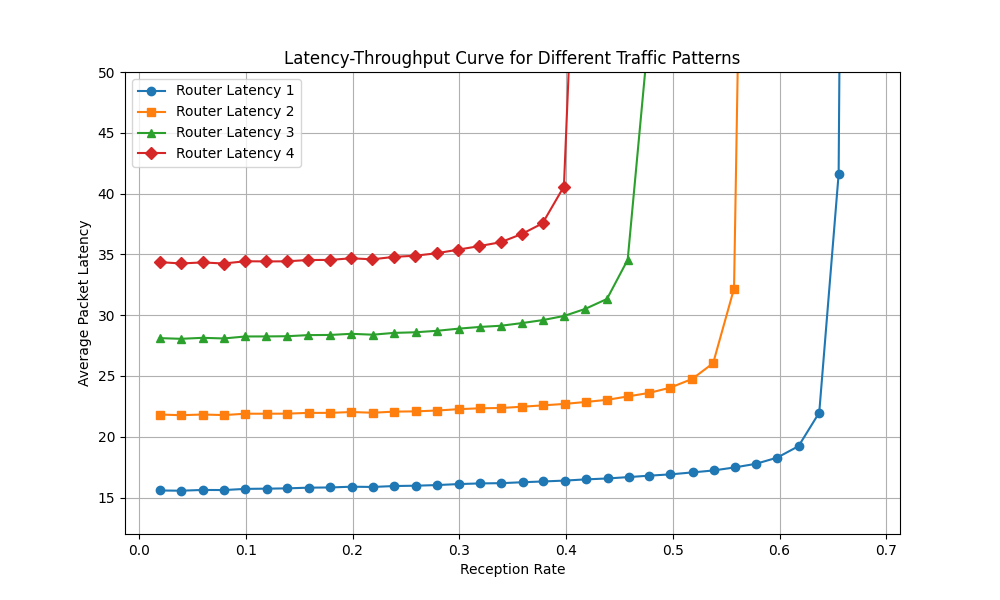 Latency-Throughput Curve for Different Traffic Patterns
50
45
40
35
30
25
20
15
Average Packet Latency
Router Latency 1
Router Latency 2
Router Latency 3
Router Latency 4
0.0 0.1 0.2 0.3 0.4 0.5 0.6 0.7
Reception Rate